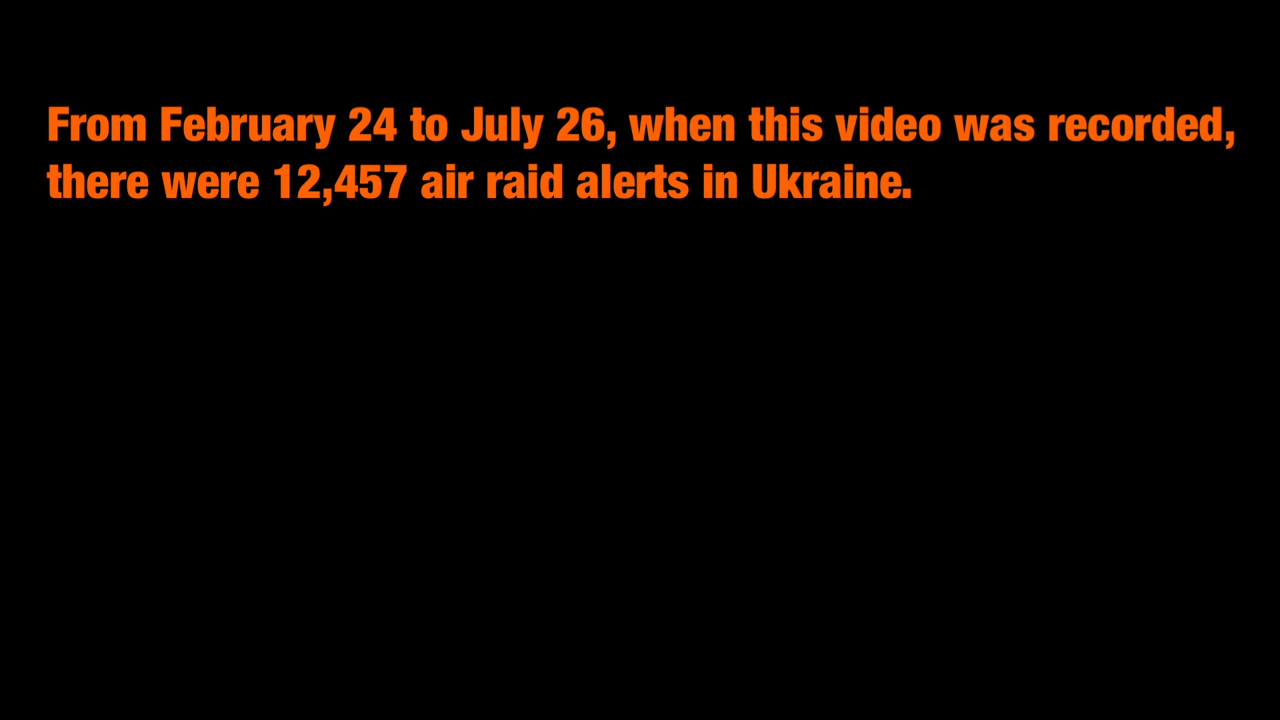 From February 24 to July 26, when this video was recorded,
there were 12,457 air raid alerts in Ukraine.